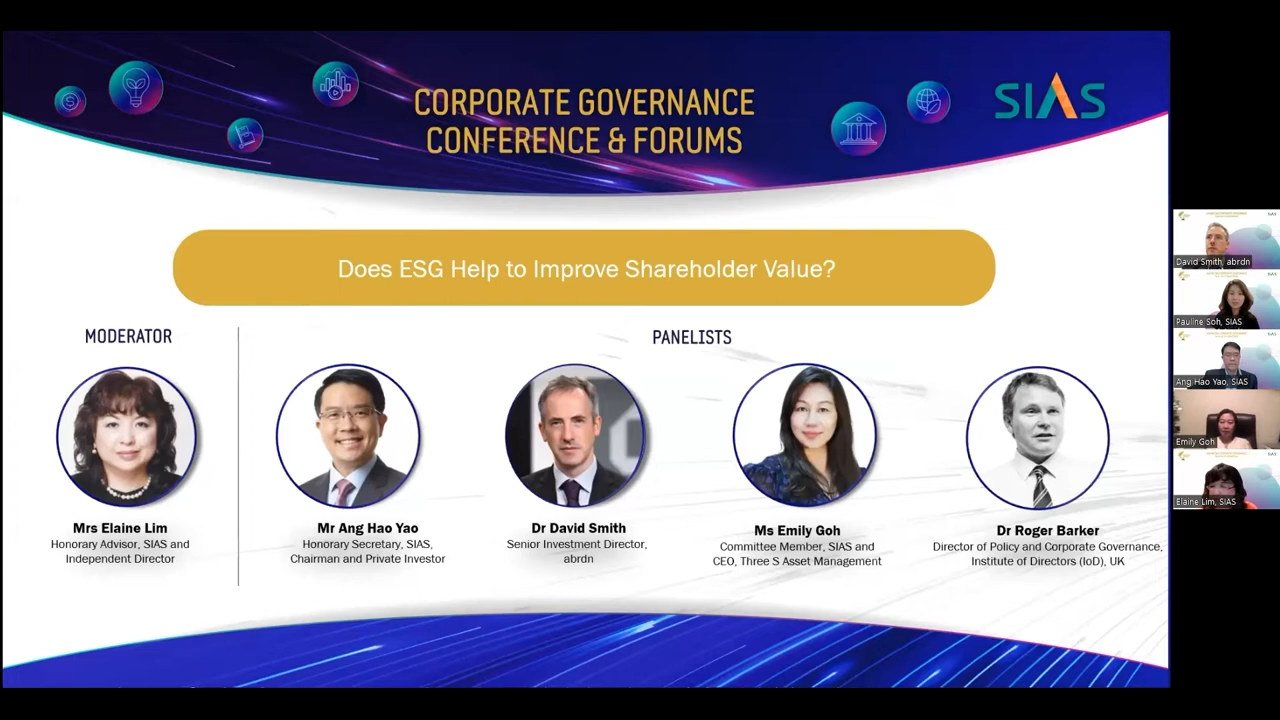 CORPORATE GOVERNANCE
CONFERENCE & FORUMS
SIAS
Does ESG Help to Improve Shareholder Value?
MODERATOR
PANELISTS
Mrs Elaine Lim
Honorary Advisor, SIAS and
Independent Director
Mr Ang Hao Yao
Honorary Secretary, SIAS,
Chairman and Private Investor
Dr David Smith
Senior Investment Director,
abrdn
Ms Emily Goh
Committee Member, SIAS and
CEO, Three S Asset Management
Dr Roger Barker
Director of Policy and Corporate Governance,
Institute of Directors (IoD), UK
David Smith, abrdn
Pauline Soh, SIAS
Ang Hao Yao, SIAS
Emily Goh
Elaine Lim, SIAS